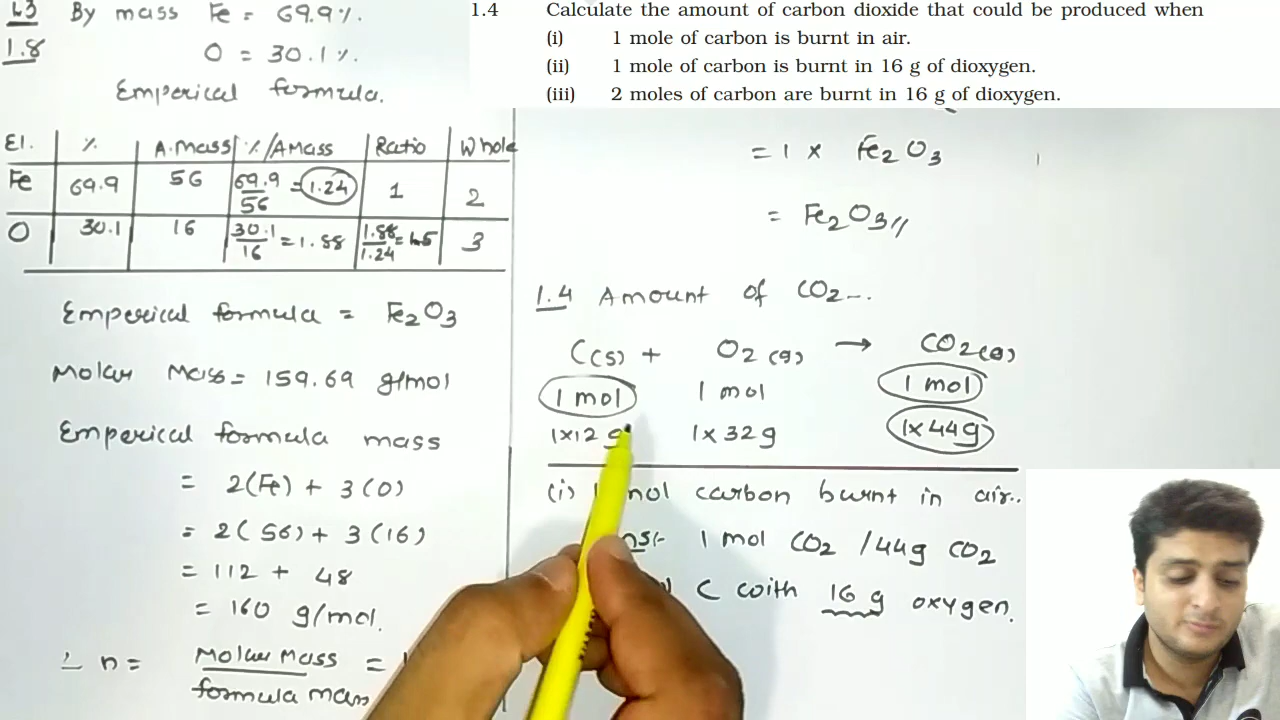 1.3 By mass Fe = 69.9%.
1.8 O = 30.1%.
Emperical formula.
El. % A.Mass %/AMass Ratio Whole
Fe 69.9 56 69.9/56 = 1.24 1 2
O 30.1 16 30.1/16 = 1.88 1.88/1.24 = 1.5 3
Emperical formula = Fe2O3
Molar Mass = 159.69 g/mol
Emperical formula mass
= 2(Fe) + 3(O)
= 2(56) + 3(16)
= 112 + 48
= 160 g/mol.
n = Molar Mass / formula mass =
1.4 Calculate the amount of carbon dioxide that could be produced when
(i) 1 mole of carbon is burnt in air.
(ii) 1 mole of carbon is burnt in 16 g of dioxygen.
(iii) 2 moles of carbon are burnt in 16 g of dioxygen.
= 1 x Fe2O3
= Fe2O3//
1.4 Amount of CO2-..
C(s) + O2(g) → CO2(g)
1 mol 1 mol 1 mol
1x12 g 1x32g 1x44g
(i) 1 mol carbon burnt in air..
1 mol CO2 /44g CO2
C with 16 g oxygen.